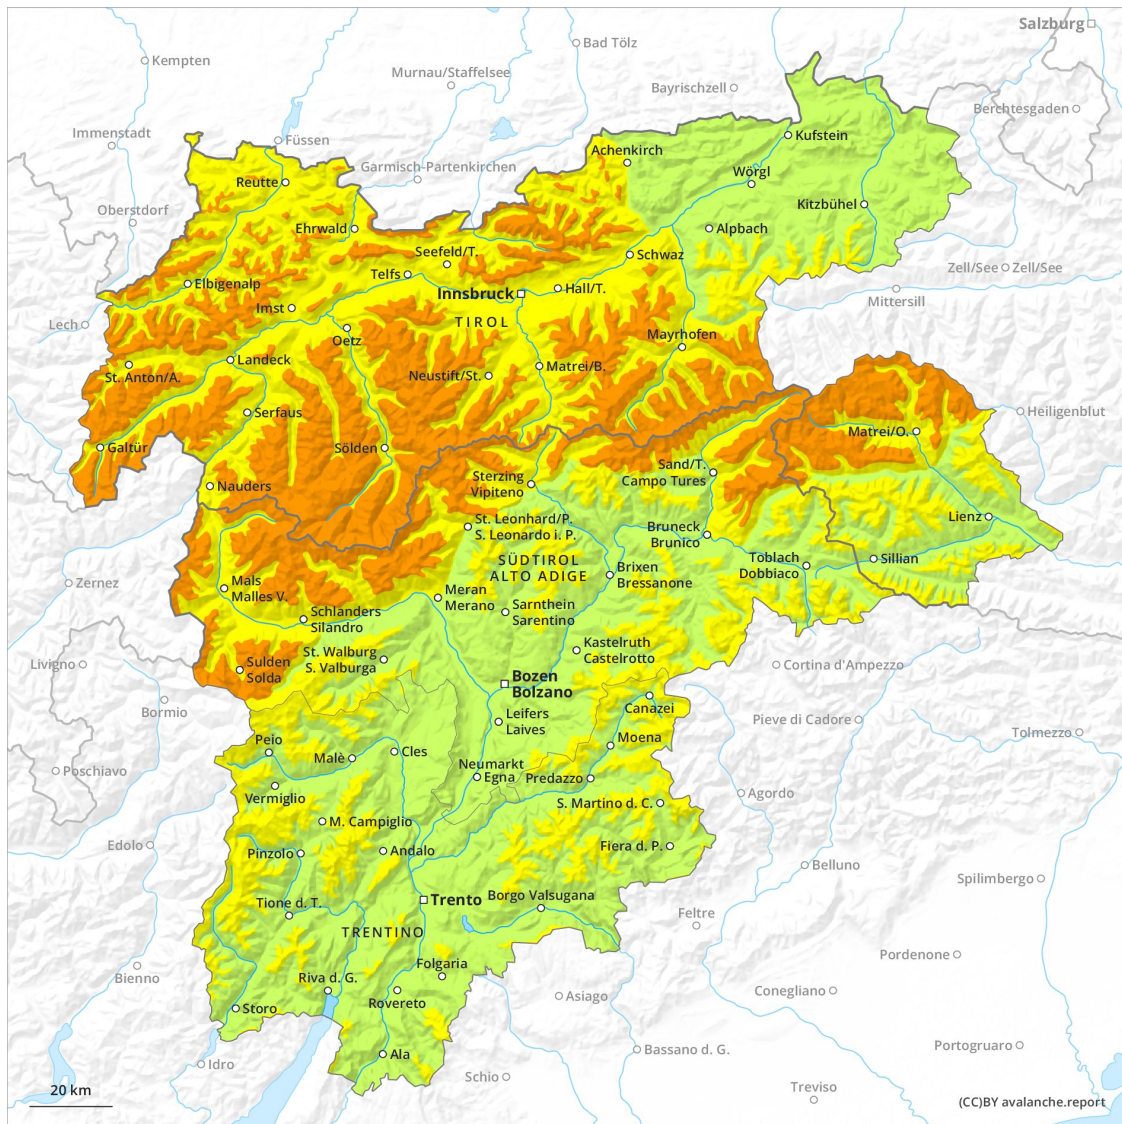 Salzburg
Bad Tölz
Kempten
Murnau/Staffelsee
Bayrischzell
Berchtesgaden
Immenstadt
Füssen
Kufstein
Achenkirch
Garmisch-Partenkirchen
Wörgl
Reutte
Oberstdorf
Kitzbühel
Ehrwald
Alpbach
Seefeld/T.
Schwaz
Zell/See
Zell/See
Telfs
Elbigenalp
Hall/T.
Innsbruck
Mittersill
Imst
Lech
TIROL
Oetz
Mayrhofen
Landeck
Matrei/B.
St. Anton/A.
Neustift/St.
Serfaus
Heiligenblut
Matrei/O.
Galtür
Sölden
Sand/T.
Campo Tures
Sterzing
Vipiteno
Nauders
St. Leonhard/P.
S. Leonardo i. P.
Lienz
Bruneck
Brunico
SÜDTIROL
ALTO ADIGE
Toblach
Dobbiaco
Sillian
Brixen
Bressanone
Zernez
Mals
Malles V.
Meran
Merano
Sarnthein
Sarentino
Schlanders
Silandro
Kastelruth
Castelrotto
St. Walburg
S. Valburga
Livigno
Sulden
Solda
Cortina d'Ampezzo
Bozen
Bolzano
Bormio
Canazei
Leifers
Laives
Pieve di Cadore
Tolmezzo
Moena
Peio
Cles
Malè
Neumarkt
Egna
Predazzo
Poschiavo
Vermiglio
Agordo
S. Martino d. C.
M. Campiglio
Edolo
Andalo
Pinzolo
Fiera d. P.
Belluno
Spilimbergo
Borgo Valsugana
Trento
Tione d. T.
Feltre
TRENTINO
Pordenone
Folgaria
Bienno
Riva d. G.
Rovereto
Conegliano
Asiago
Storo
Portogruaro
Bassano d. G.
Ala
Idro
Schio
Treviso
20 km
(CC)BY avalanche.report